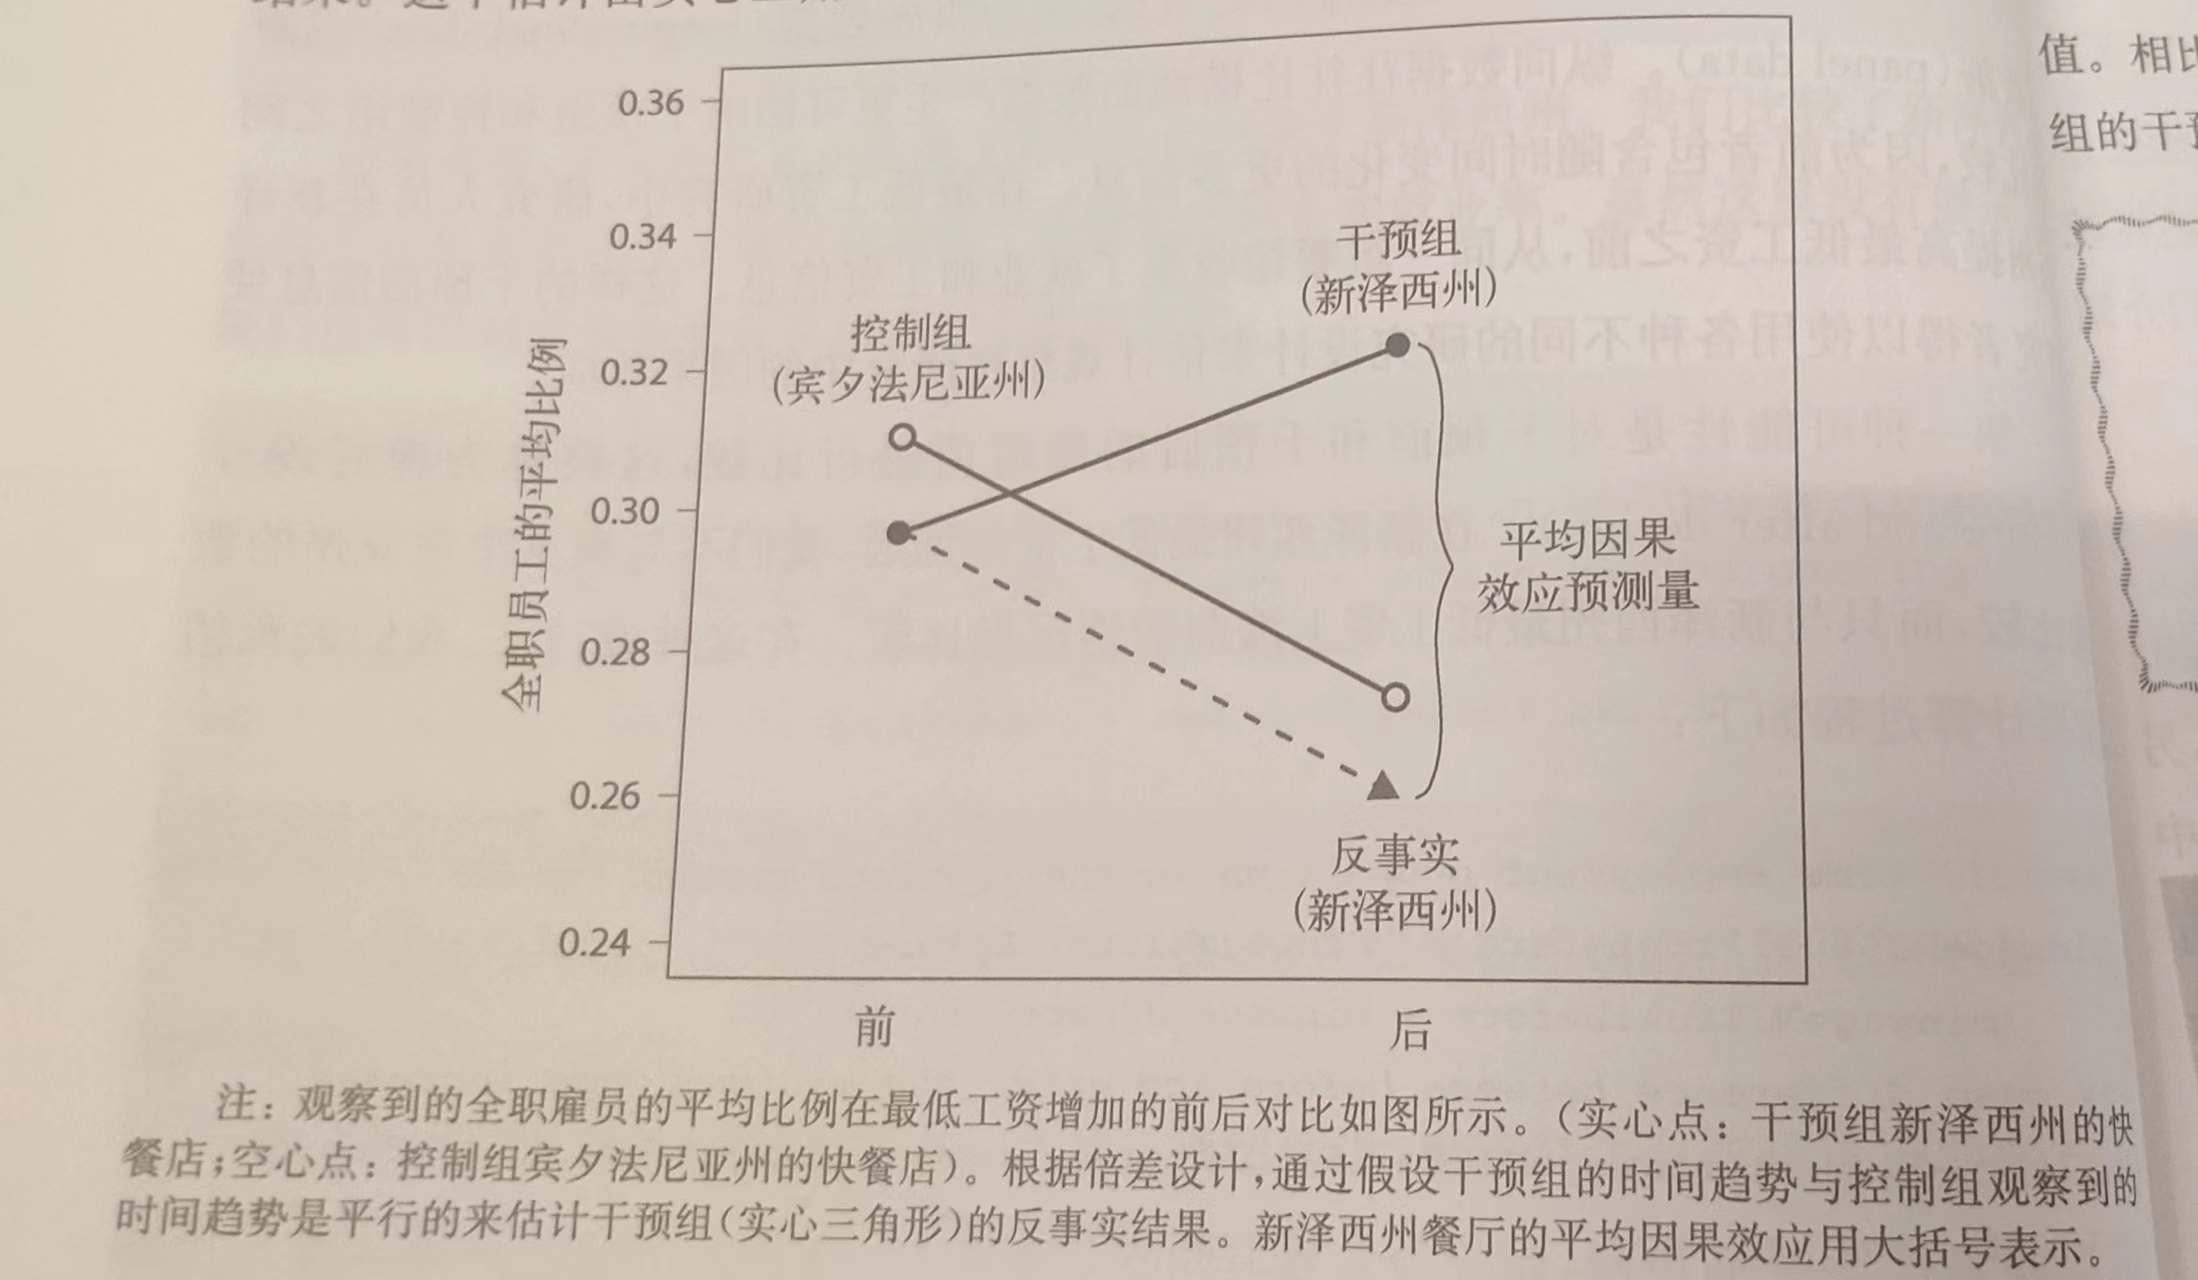 0.36
0.34
0.32
0.30
0.28
0.26
0.24
全职员工的平均比例
控制组
(宾夕法尼亚州)
干预组
(新泽西州)
平均因果
效应预测量
反事实
(新泽西州)
前
后
注：观察到的全职雇员的平均比例在最低工资增加的前后对比如图所示。(实心点：干预组新泽西州的快
餐店；空心点：控制组宾夕法尼亚州的快餐店)。根据倍差设计，通过假设干预组的时间趋势与控制组观察到的
时间趋势是平行的来估计干预组(实心三角形)的反事实结果。新泽西州餐厅的平均因果效应用大括号表示。
值。相比
组的干预